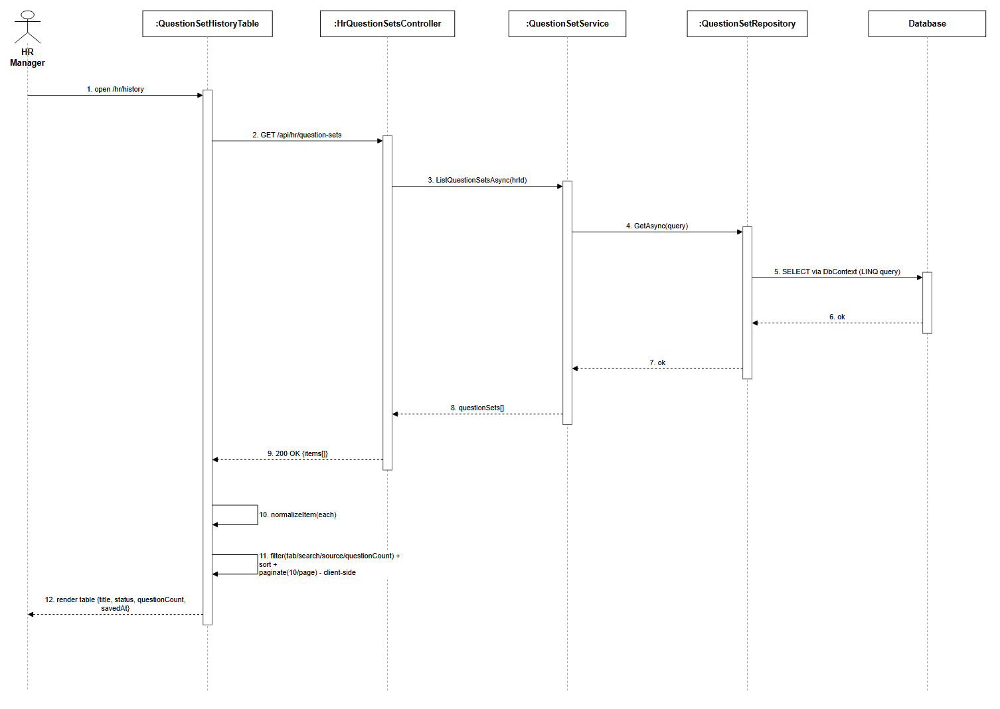 :QuestionSetHistoryTable
:HrQuestionSetsController
:QuestionSetService
:QuestionSetRepository
Database
HR
Manager
1. open /hr/history
2. GET /api/hr/question-sets
3. ListQuestionSetsAsync(hrId)
4. GetAsync(query)
5. SELECT via DbContext (LINQ query)
6. ok
7. ok
8. questionSets[]
9. 200 OK {items[]}
10. normalizeItem(each)
11. filter(tab/search/source/questionCount) +
sort +
paginate(10/page) - client-side
12. render table {title, status, questionCount,
savedAt}